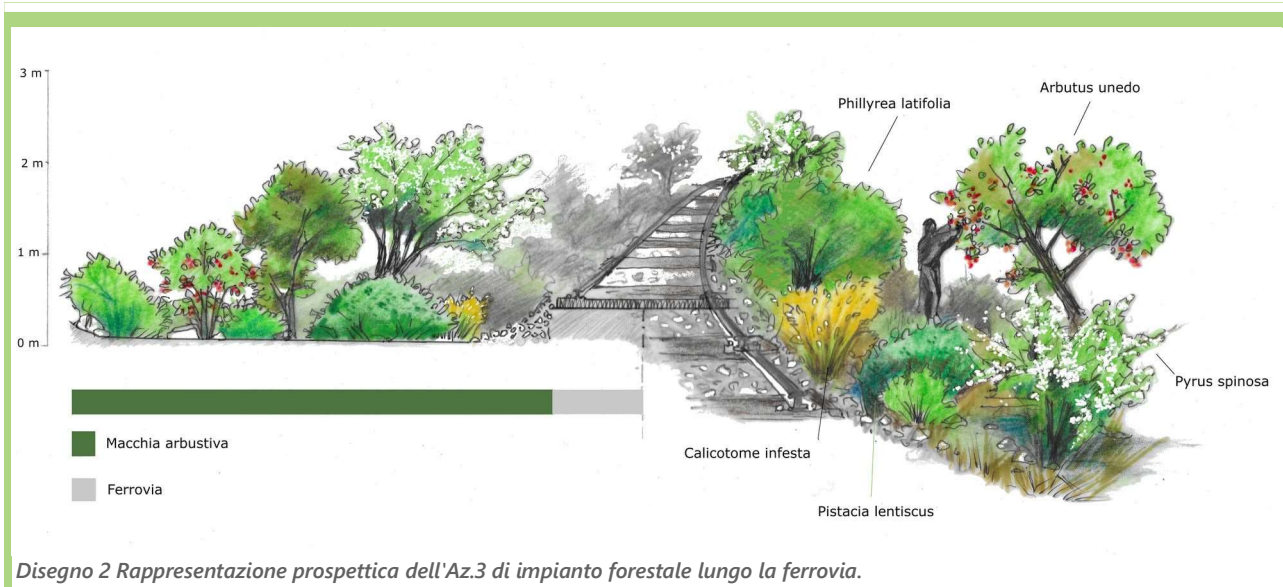 3 m
2 m
1 m
0 m
Phillyrea latifolia
Arbutus unedo
Pyrus spinosa
Calicotome infesta
Pistacia lentiscus
Macchia arbustiva
Ferrovia
Disegno 2 Rappresentazione prospettica dell'Az.3 di impianto forestale lungo la ferrovia.